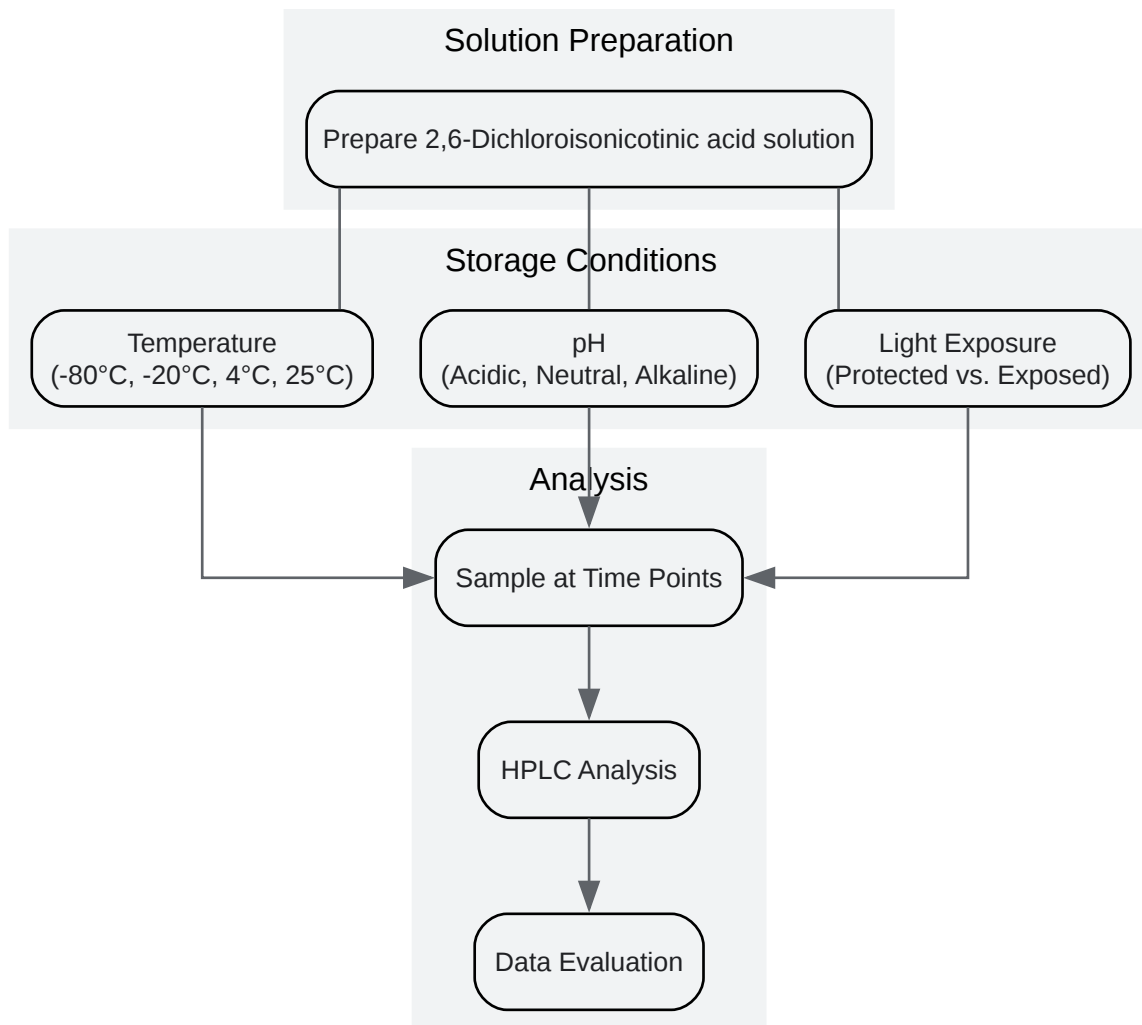 Solution Preparation
Prepare 2,6-Dichloroisonicotinic acid solution
Storage Conditions
Temperature
(-80°C, -20°C, 4°C, 25°C)
pH
(Acidic, Neutral, Alkaline)
Light Exposure
(Protected vs. Exposed)
Analysis
Sample at Time Points
HPLC Analysis
Data Evaluation